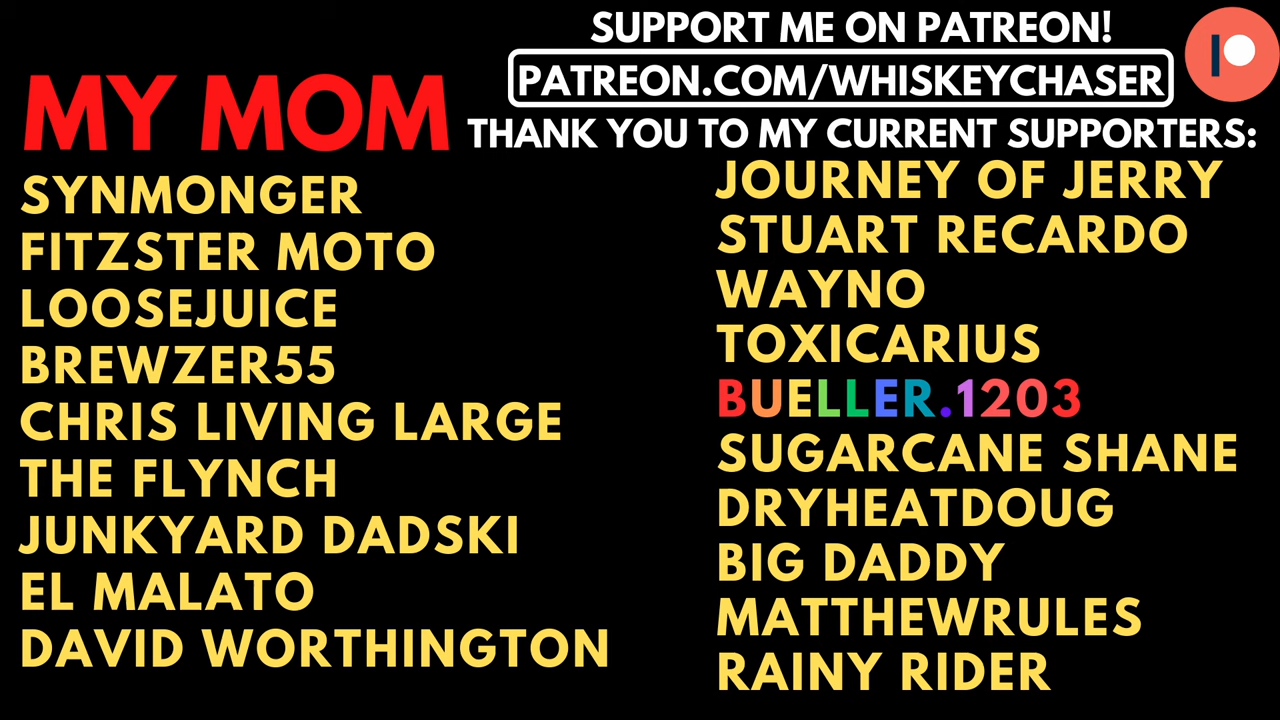 SUPPORT ME ON PATREON!
PATREON.COM/WHISKEYCHASER
THANK YOU TO MY CURRENT SUPPORTERS:
MY MOM
SYNMONGER
FITZSTER MOTO
LOOSEJUICE
BREWZER55
CHRIS LIVING LARGE
THE FLYNCH
JUNKYARD DADSKI
EL MALATO
DAVID WORTHINGTON
JOURNEY OF JERRY
STUART RECARDO
WAYNO
TOXICARIUS
BUELLER.1203
SUGARCANE SHANE
DRYHEATDOUG
BIG DADDY
MATTHEWRULES
RAINY RIDER